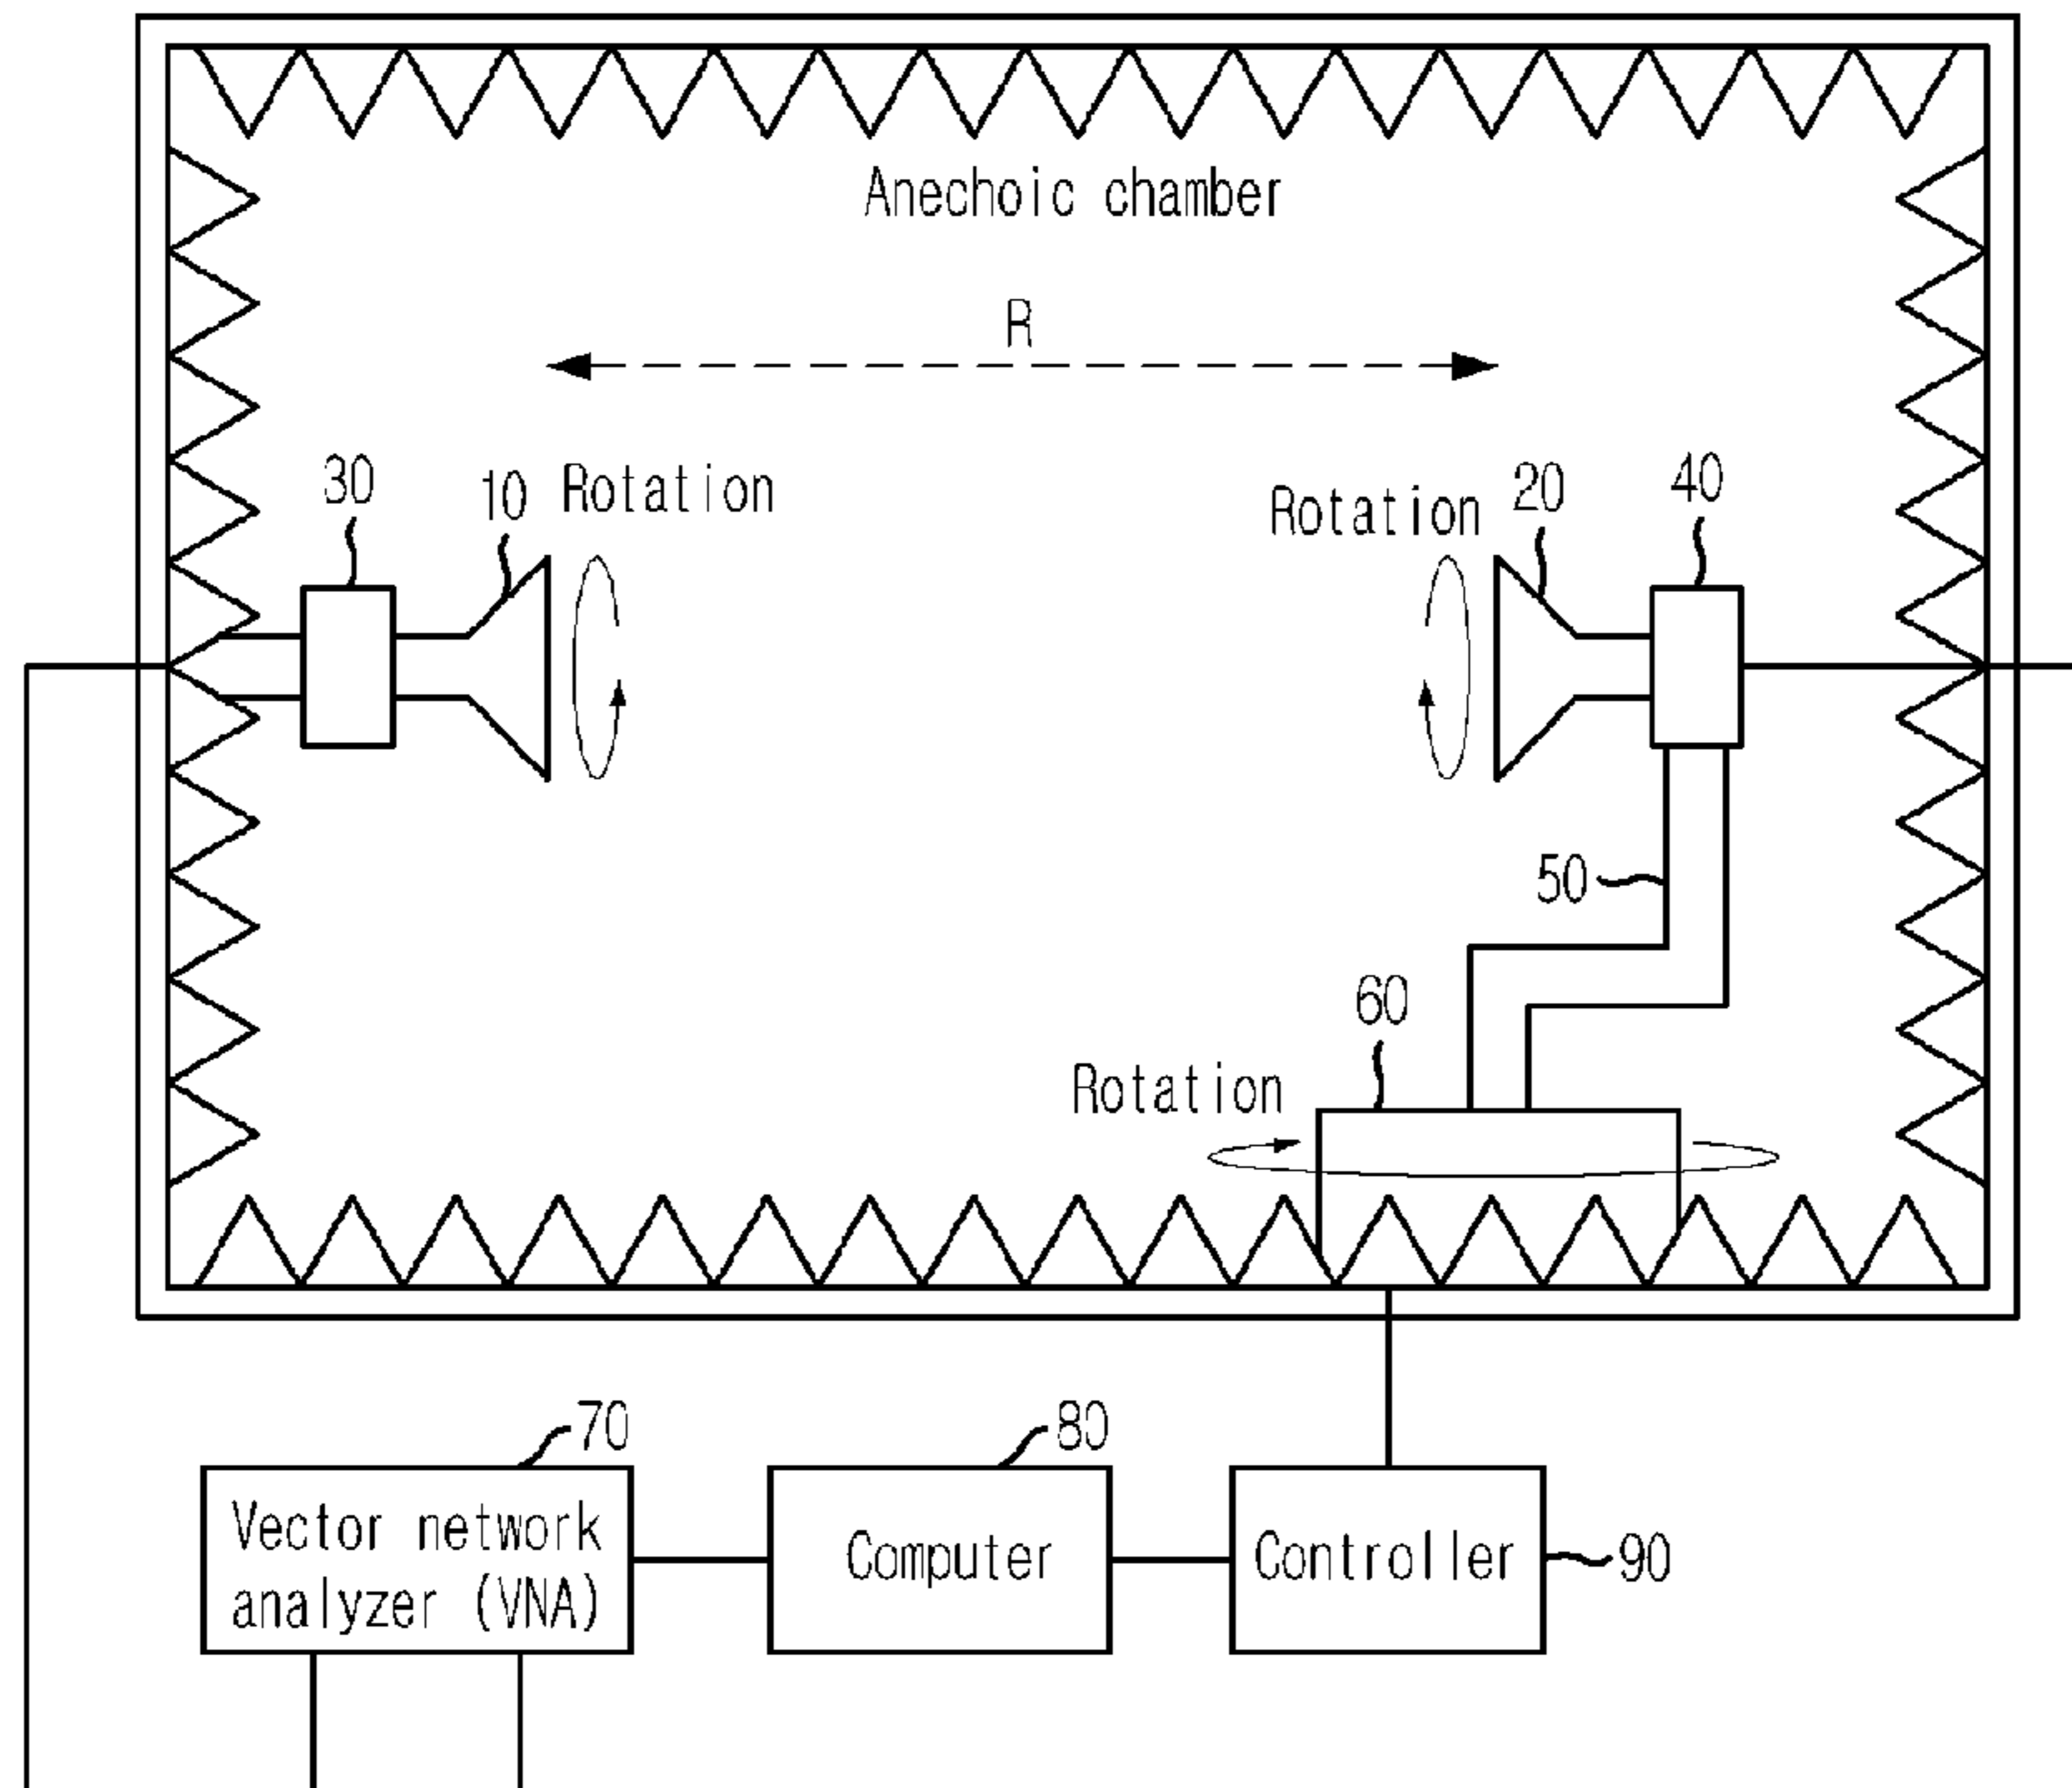 Anechoic chamber
R
30
10
Rotation
Rotation
20
40
50
60
Rotation
70
80
Vector network
analyzer (VNA)
Computer
Controller
90